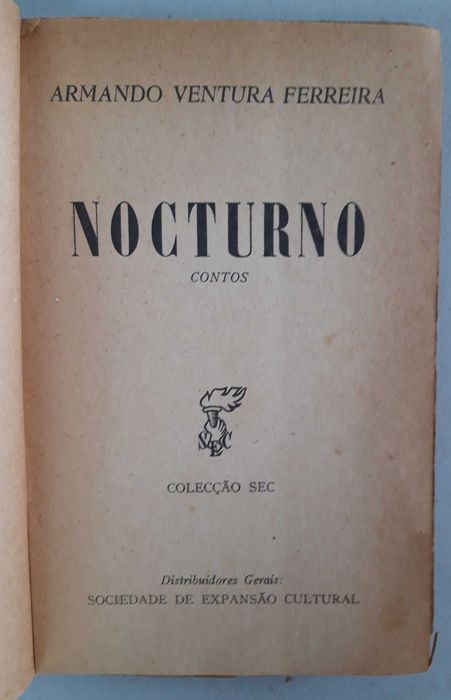 ARMANDO VENTURA FERREIRA
NOCTURNO
CONTOS
SEC
COLECÇÃO SEC
Distribuidores Gerais:
SOCIEDADE DE EXPANSÃO CULTURAL